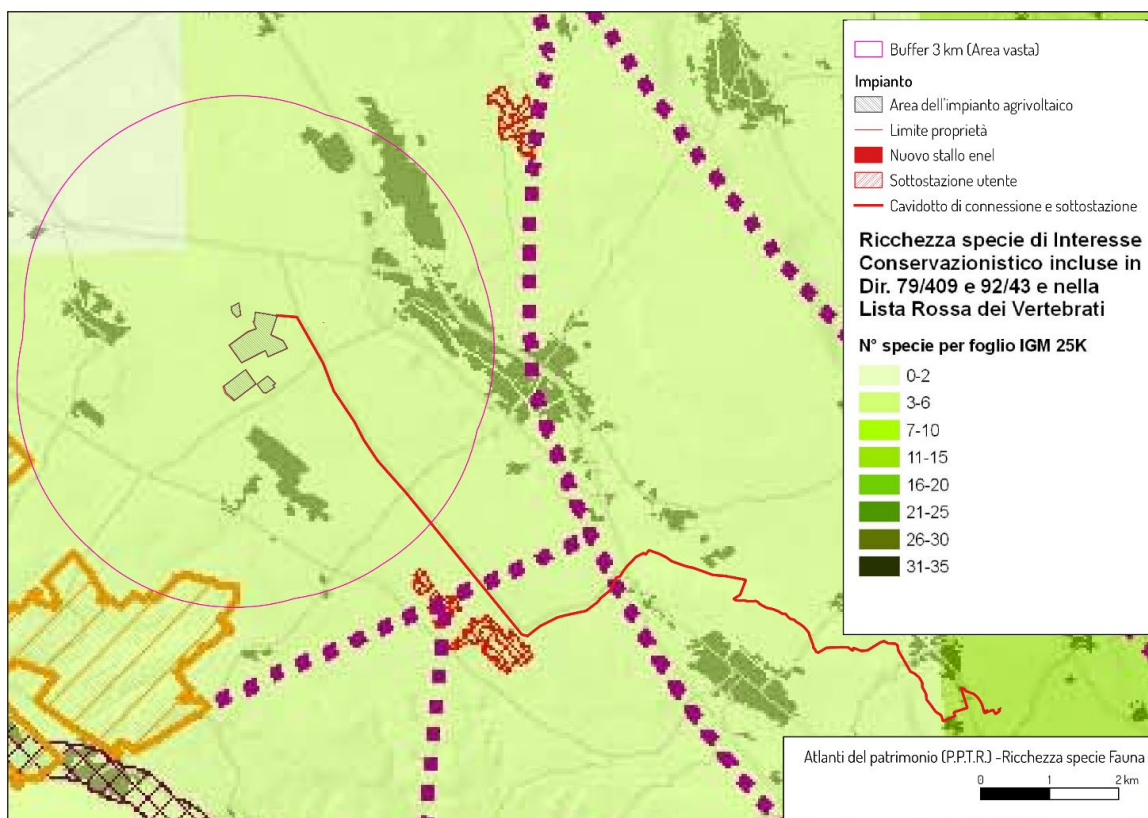 Buffer 3 km (Area vasta)
Impianto
Area dell'impianto agrivoltaico
Limite proprietà
Nuovo stallo enel
Sottostazione utente
Cavidotto di connessione e sottostazione
Ricchezza specie di Interesse
Conservazionistico incluse in
Dir. 79/409 e 92/43 e nella
Lista Rossa dei Vertebrati
N° specie per foglio IGM 25K
0-2
3-6
7-10
11-15
16-20
21-25
26-30
31-35
Atlanti del patrimonio (P.P.T.R.) -Ricchezza specie Fauna
0 1 2 km